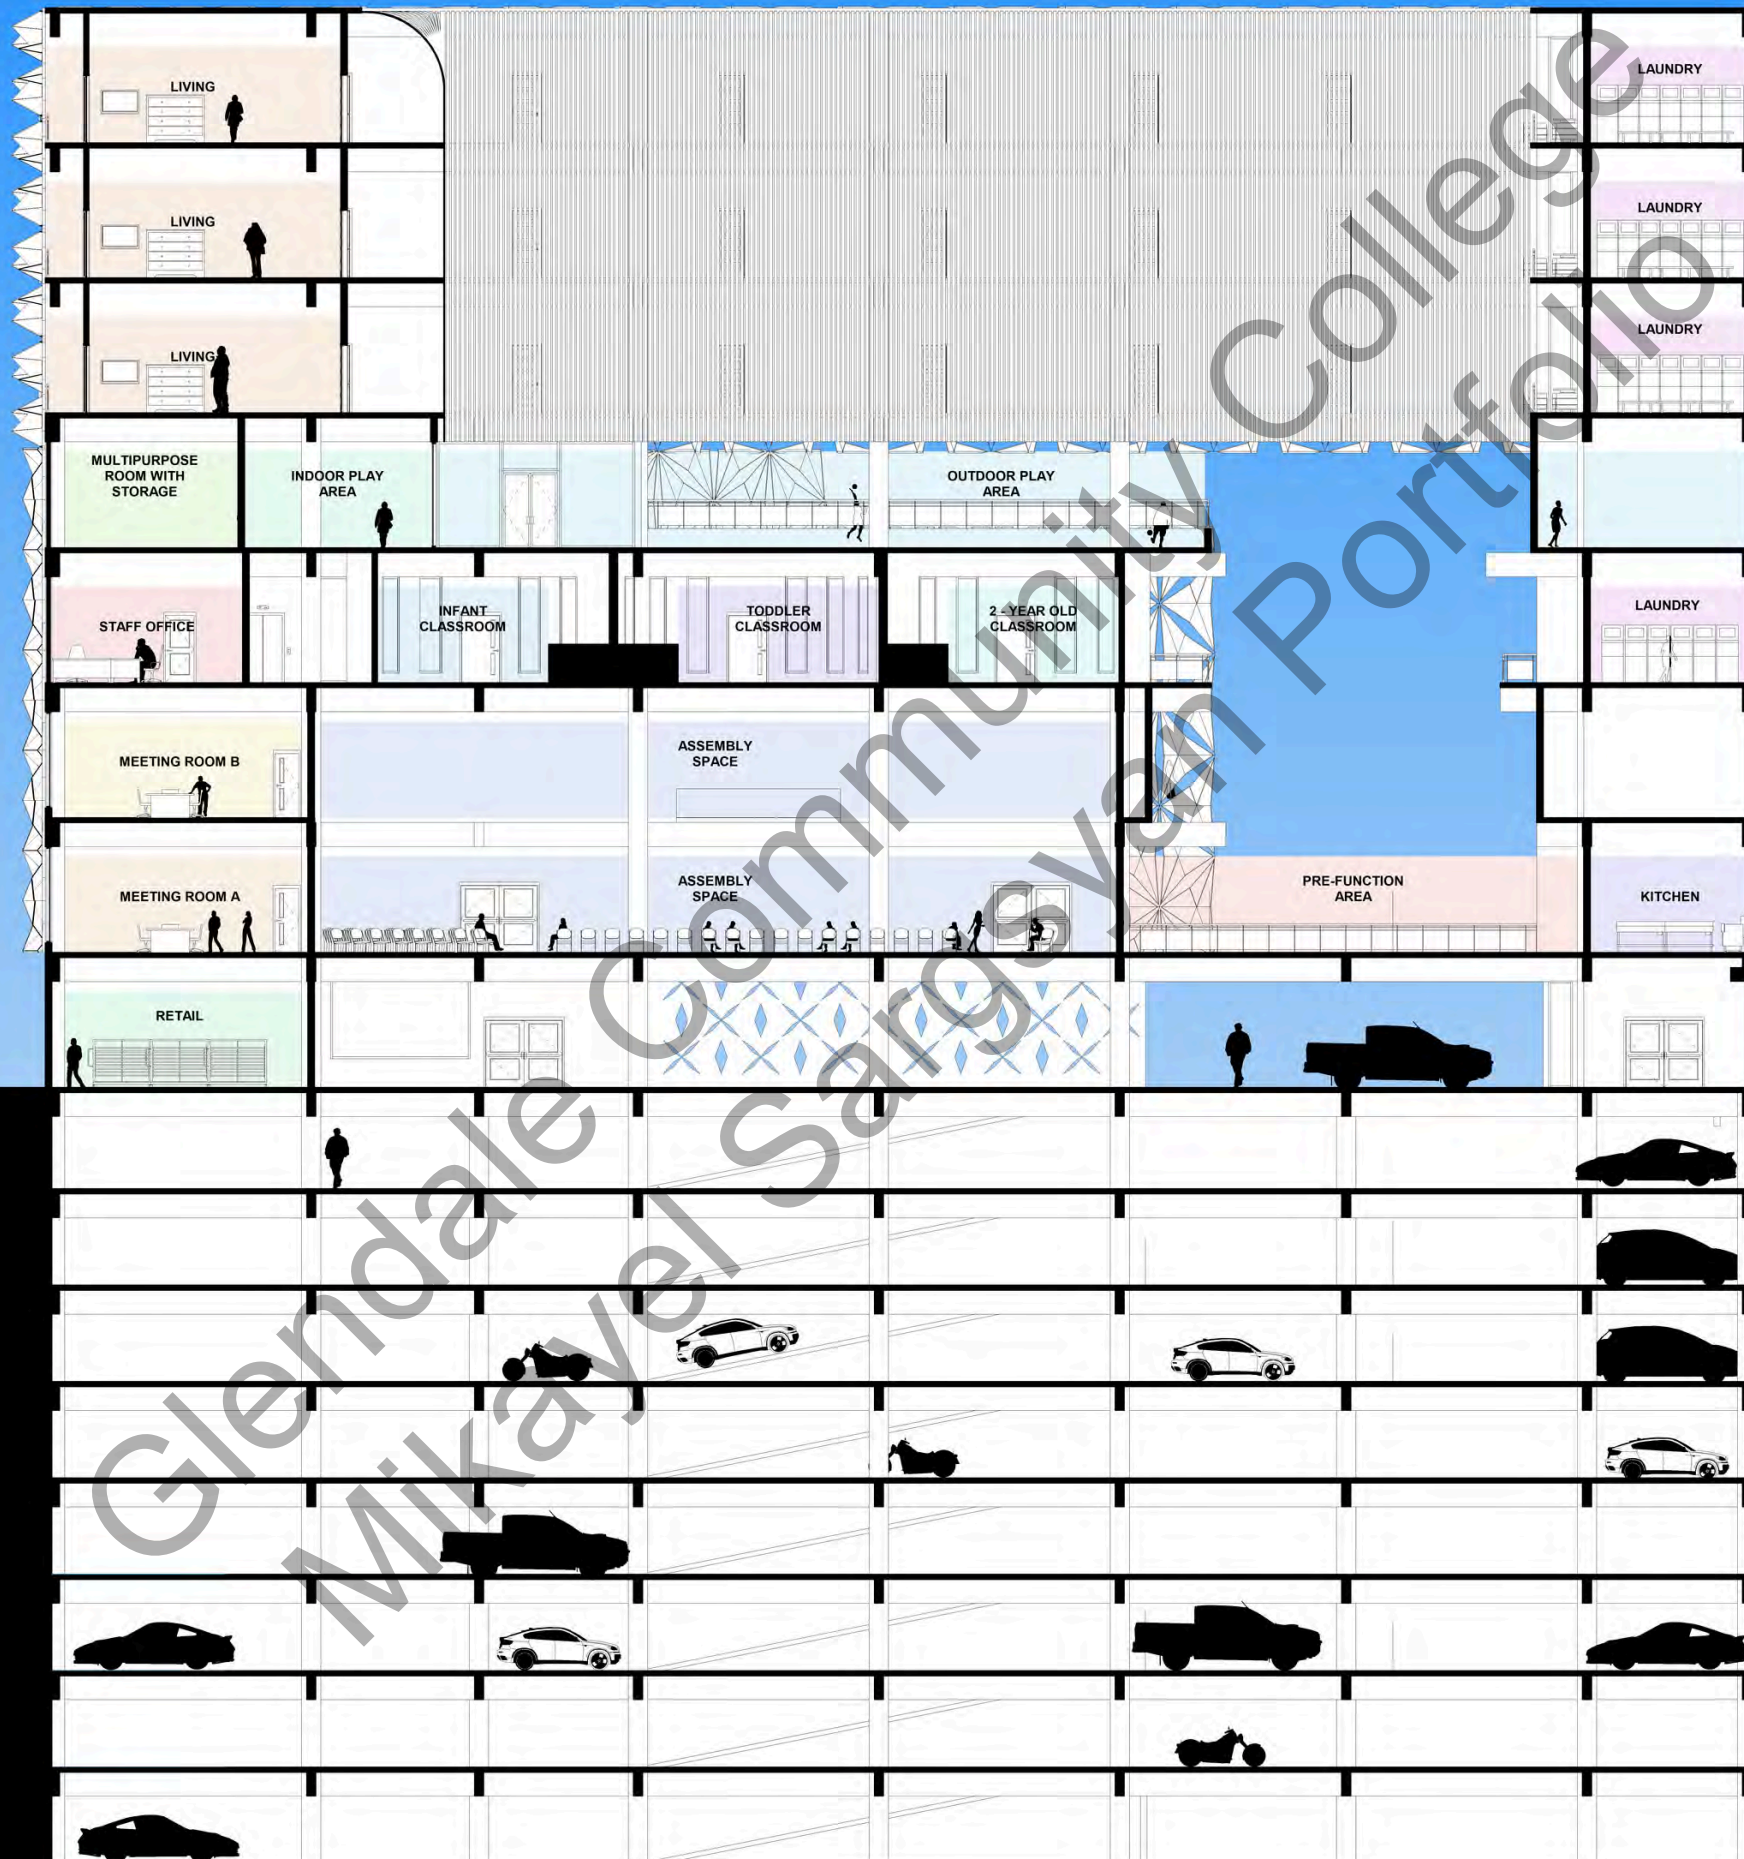 LIVING
LAUNDRY
LIVING
LAUNDRY
LIVING
LAUNDRY
MULTIPURPOSE
ROOM WITH
STORAGE
INDOOR PLAY
AREA
OUTDOOR PLAY
AREA
STAFF OFFICE
INFANT
CLASSROOM
TODDLER
CLASSROOM
2 - YEAR OLD
CLASSROOM
LAUNDRY
MEETING ROOM B
ASSEMBLY
SPACE
MEETING ROOM A
ASSEMBLY
SPACE
PRE-FUNCTION
AREA
KITCHEN
RETAIL
Glendale Community College
Mikayel Sargsyan Portfolio